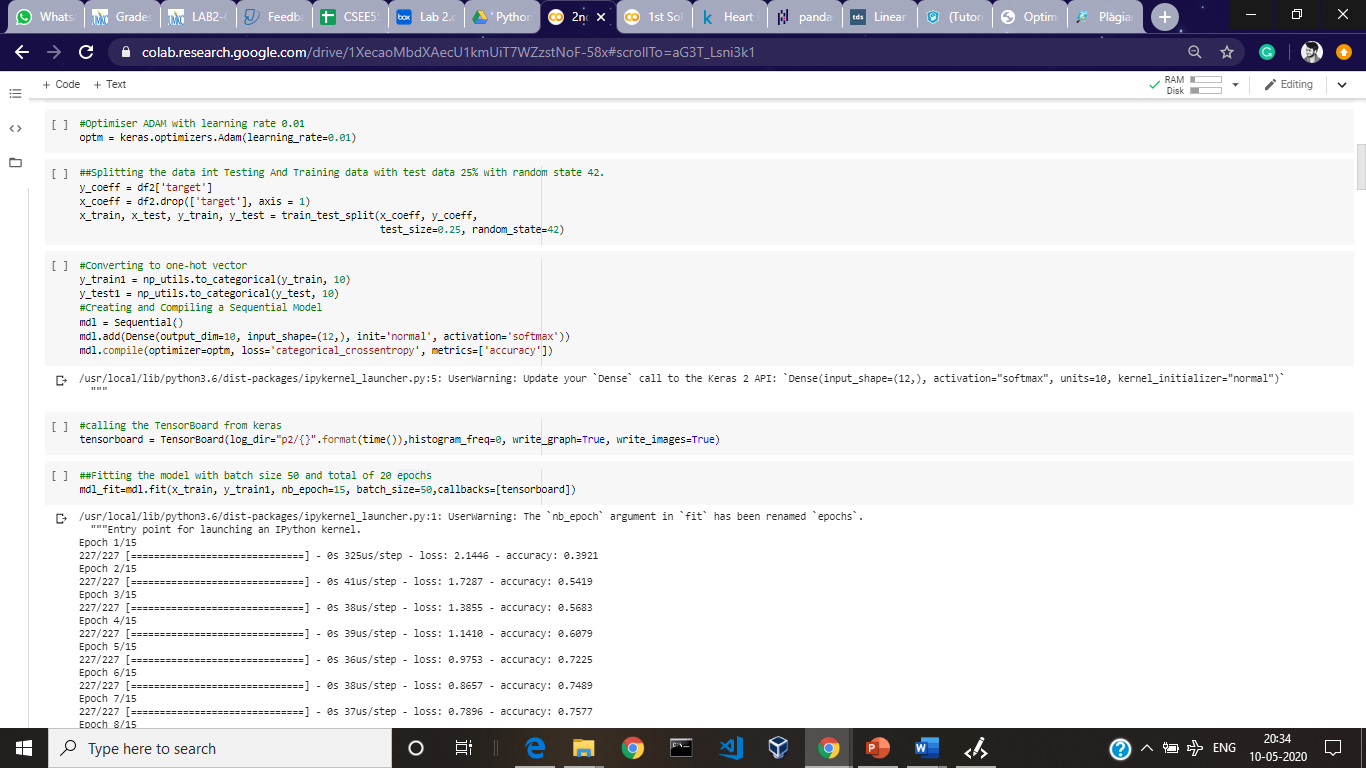 WhatsA
Grades
LAB2-C
Feedb
CSEE5
Lab 2.c
Python
2nd
1st Sol
Heart
panda
Linear
(Tutori
Optim
Plagiar
colab.research.google.com/drive/1XecaoMbdXAecU1kmUiT7WZzstNoF-58x#scrollTo=aG3T_Lsni3k1
+ Code + Text
RAM
Disk
Editing
[ ] #Optimiser ADAM with learning rate 0.01
optm = keras.optimizers.Adam(learning_rate=0.01)
[ ] ##Splitting the data int Testing And Training data with test data 25% with random state 42.
y_coeff = df2['target']
x_coeff = df2.drop(['target'], axis = 1)
x_train, x_test, y_train, y_test = train_test_split(x_coeff, y_coeff,
test_size=0.25, random_state=42)
[ ] #Converting to one-hot vector
y_train1 = np_utils.to_categorical(y_train, 10)
y_test1 = np_utils.to_categorical(y_test, 10)
#Creating and Compiling a Sequential Model
mdl = Sequential()
mdl.add(Dense(output_dim=10, input_shape=(12,), init='normal', activation='softmax'))
mdl.compile(optimizer=optm, loss='categorical_crossentropy', metrics=['accuracy'])
/usr/local/lib/python3.6/dist-packages/ipykernel_launcher.py:5: UserWarning: Update your `Dense` call to the Keras 2 API: `Dense(input_shape=(12,), activation="softmax", units=10, kernel_initializer="normal")`
"""
[ ] #calling the TensorBoard from keras
tensorboard = TensorBoard(log_dir="p2/{}".format(time()),histogram_freq=0, write_graph=True, write_images=True)
[ ] ##Fitting the model with batch size 50 and total of 20 epochs
mdl_fit=mdl.fit(x_train, y_train1, nb_epoch=15, batch_size=50,callbacks=[tensorboard])
/usr/local/lib/python3.6/dist-packages/ipykernel_launcher.py:1: UserWarning: The `nb_epoch` argument in `fit` has been renamed `epochs`.
"""Entry point for launching an IPython kernel.
Epoch 1/15
227/227 [==============================] - 0s 325us/step - loss: 2.1446 - accuracy: 0.3921
Epoch 2/15
227/227 [==============================] - 0s 41us/step - loss: 1.7287 - accuracy: 0.5419
Epoch 3/15
227/227 [==============================] - 0s 38us/step - loss: 1.3855 - accuracy: 0.5683
Epoch 4/15
227/227 [==============================] - 0s 39us/step - loss: 1.1410 - accuracy: 0.6079
Epoch 5/15
227/227 [==============================] - 0s 36us/step - loss: 0.9753 - accuracy: 0.7225
Epoch 6/15
227/227 [==============================] - 0s 38us/step - loss: 0.8657 - accuracy: 0.7489
Epoch 7/15
227/227 [==============================] - 0s 37us/step - loss: 0.7896 - accuracy: 0.7577
Epoch 8/15
Type here to search
ENG
20:34
10-05-2020